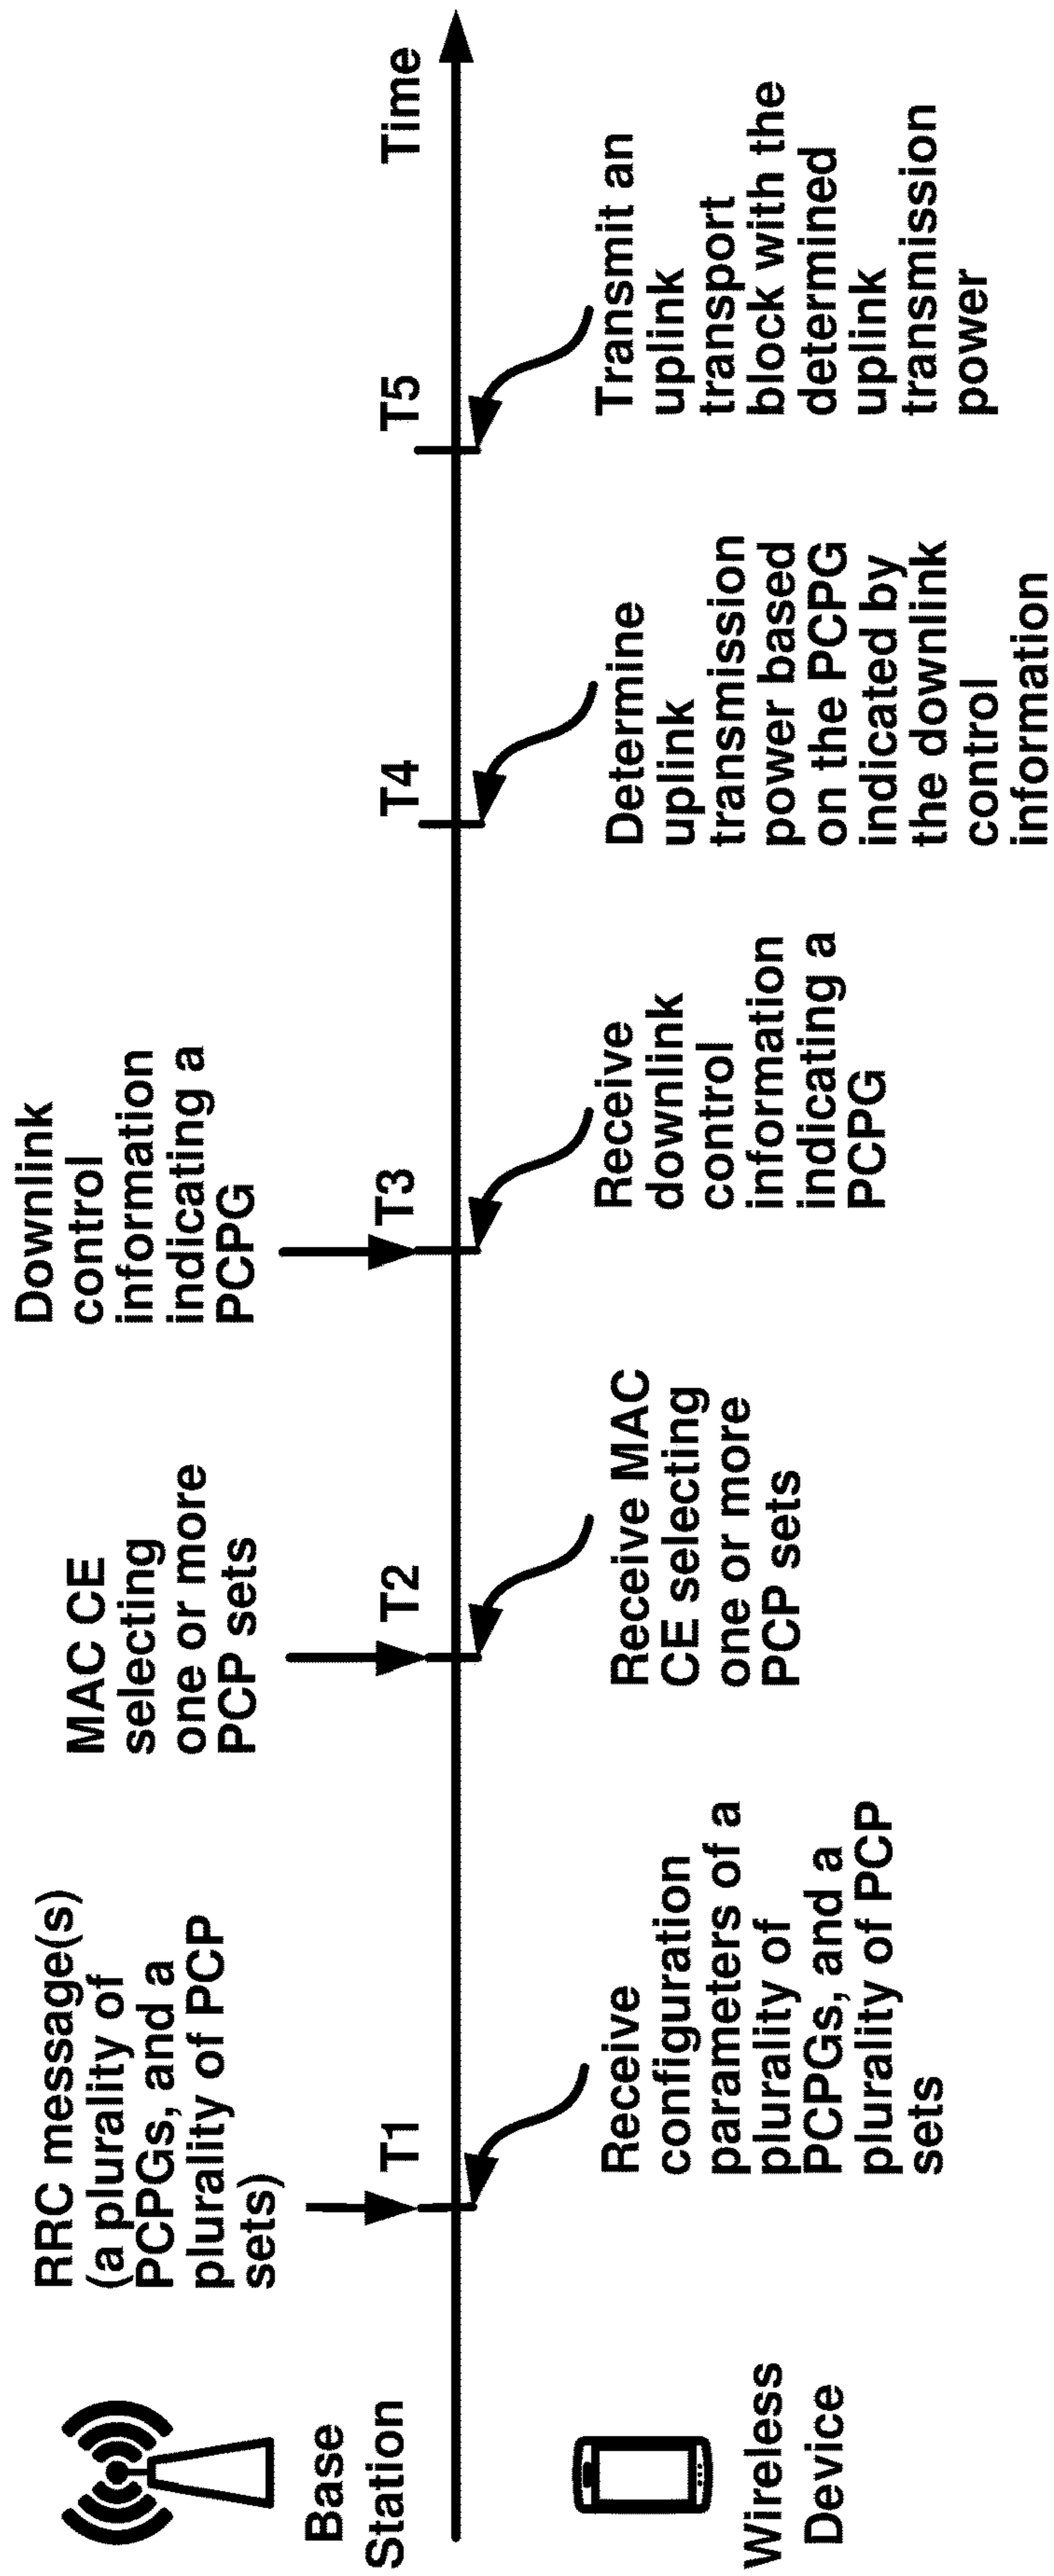 RRC message(s)
(a plurality of
PCPGs, and a
plurality of PCP
sets)
MAC CE
selecting
one or more
PCP sets
Downlink
control
information
indicating a
PCPG
Base
Station
T1
T2
T3
T4
T5
Time
Wireless
Device
Receive
configuration
parameters of a
plurality of
PCPGs, and a
plurality of PCP
sets
Receive MAC
CE selecting
one or more
PCP sets
Receive
downlink
control
information
indicating a
PCPG
Determine
uplink
transmission
power based
on the PCPG
indicated by
the downlink
control
information
Transmit an
uplink
transport
block with the
determined
uplink
transmission
power